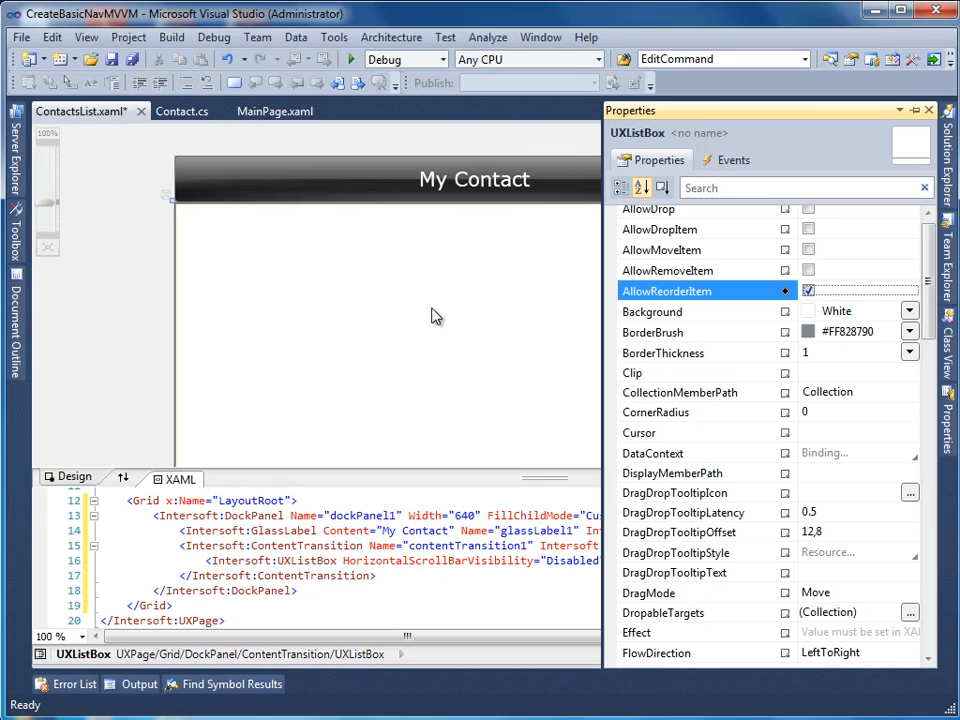 CreateBasicNavMVVM - Microsoft Visual Studio (Administrator)
File Edit View Project Build Debug Team Data Tools Architecture Test Analyze Window Help
Debug Any CPU EditCommand
Publish:
ContactsList.xaml* Contact.cs MainPage.xaml
Server Explorer
Toolbox
Document Outline
100%
My Contact
Design XAML
12 <Grid x:Name="LayoutRoot">
13 <Intersoft:DockPanel Name="dockPanel1" Width="640" FillChildMode="Cus
14 <Intersoft:GlassLabel Content="My Contact" Name="glassLabel1" Int
15 <Intersoft:ContentTransition Name="contentTransition1" Intersoft
16 <Intersoft:UXListBox HorizontalScrollBarVisibility="Disabled
17 </Intersoft:ContentTransition>
18 </Intersoft:DockPanel>
19 </Grid>
20 </Intersoft:UXPage>
100 %
UXListBox UXPage/Grid/DockPanel/ContentTransition/UXListBox
Error List Output Find Symbol Results
Ready
Properties
UXListBox <no name>
Properties Events
Search
AllowDrop
AllowDropItem
AllowMoveItem
AllowRemoveItem
AllowReorderItem
Background White
BorderBrush #FF828790
BorderThickness 1
Clip
CollectionMemberPath Collection
CornerRadius 0
Cursor
DataContext Binding...
DisplayMemberPath
DragDropTooltipIcon ...
DragDropTooltipLatency 0.5
DragDropTooltipOffset 12,8
DragDropTooltipStyle Resource...
DragDropTooltipText
DragMode Move
DropableTargets (Collection) ...
Effect Value must be set in XAM
FlowDirection LeftToRight
Solution Explorer
Team Explorer
Class View
Properties